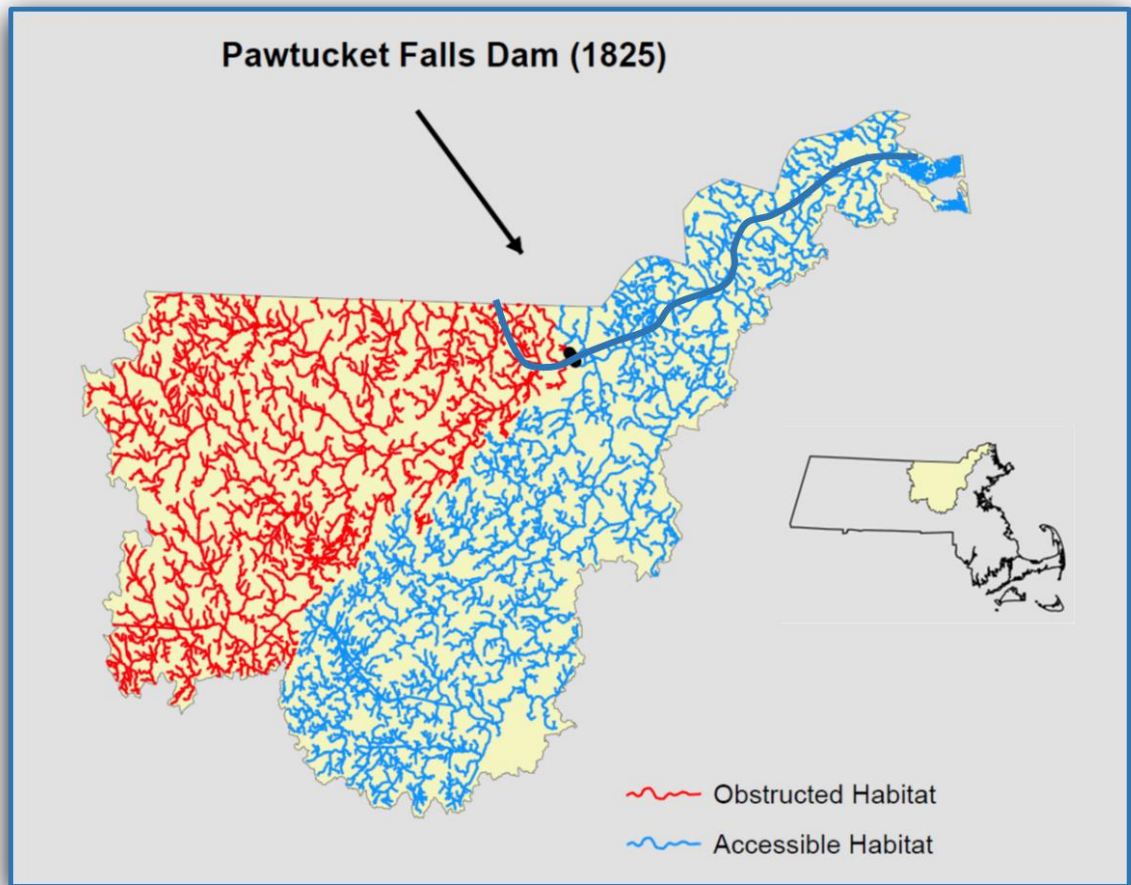 Pawtucket Falls Dam (1825)
Obstructed Habitat
Accessible Habitat